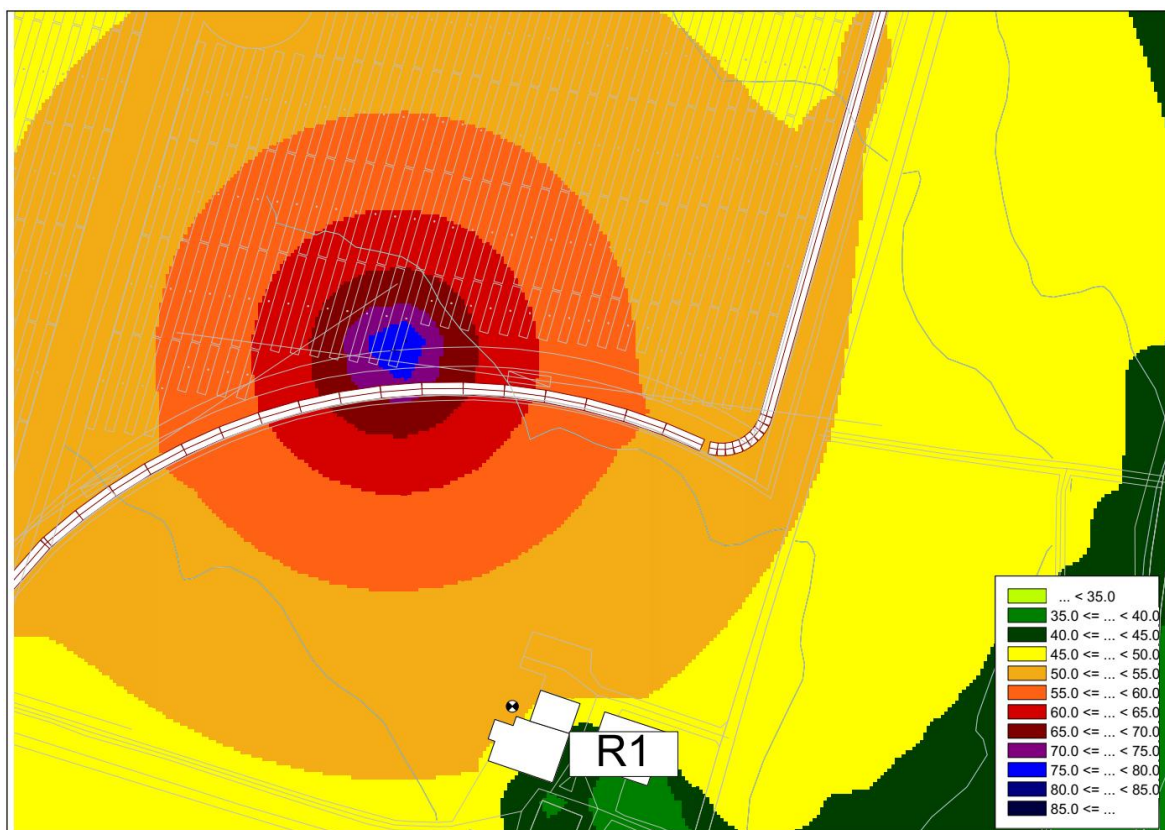 ... < 35.0
35.0 <= ... < 40.0
40.0 <= ... < 45.0
45.0 <= ... < 50.0
50.0 <= ... < 55.0
55.0 <= ... < 60.0
60.0 <= ... < 65.0
65.0 <= ... < 70.0
70.0 <= ... < 75.0
75.0 <= ... < 80.0
80.0 <= ... < 85.0
85.0 <= ...
R1